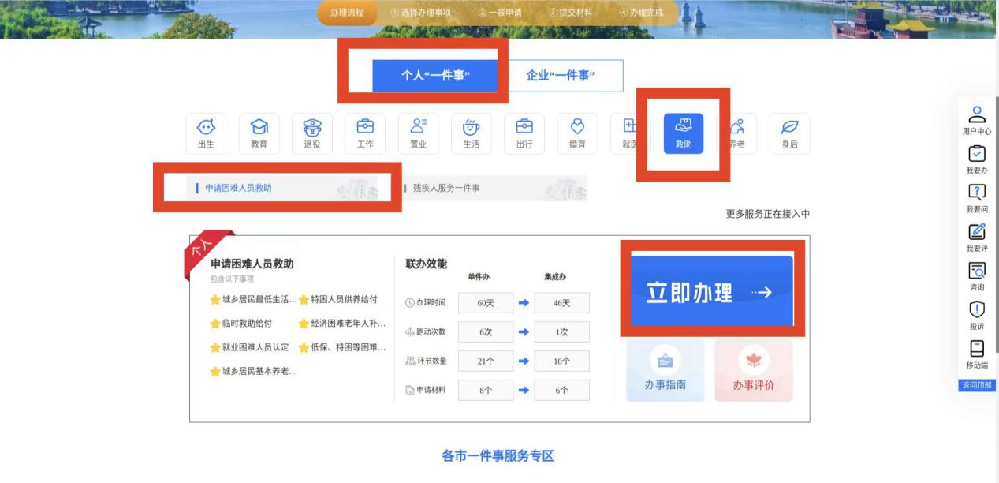 办理流程 ①选择办理事项 ②一表申请 ③提交材料 ④办理完成
个人“一件事” 企业“一件事”
出生 教育 退役 工作 置业 生活 出行 婚育 就医 救助 养老 身后
申请困难人员救助 残疾人服务一件事
更多服务正在接入中
个人
申请困难人员救助
包含以下事项
城乡居民最低生活... 特困人员供养给付
临时救助给付 经济困难老年人补...
就业困难人员认定 低保、特困等困难...
城乡居民基本养老...
联办效能
单件办 集成办
办理时间 60天 46天
跑动次数 6次 1次
环节数量 21个 10个
申请材料 8个 6个
立即办理
办事指南 办事评价
用户中心
我要办
我要问
我要评
咨询
投诉
移动端
返回顶部
各市一件事服务专区